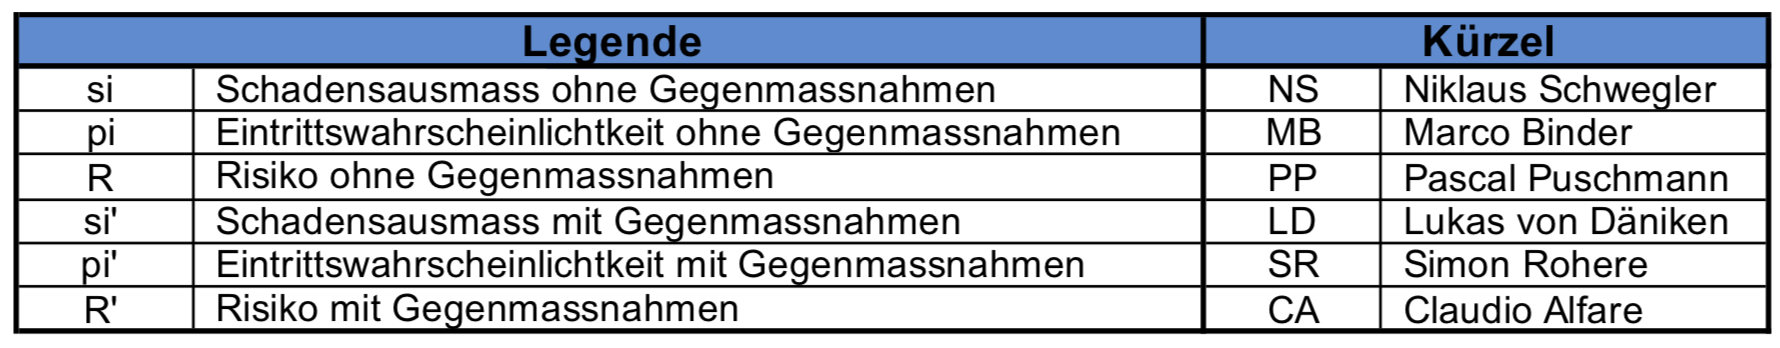 Legende Kürzel
si Schadensausmass ohne Gegenmassnahmen NS Niklaus Schwegler
pi Eintrittswahrscheinlichtkeit ohne Gegenmassnahmen MB Marco Binder
R Risiko ohne Gegenmassnahmen PP Pascal Puschmann
si' Schadensausmass mit Gegenmassnahmen LD Lukas von Däniken
pi' Eintrittswahrscheinlichtkeit mit Gegenmassnahmen SR Simon Rohere
R' Risiko mit Gegenmassnahmen CA Claudio Alfare